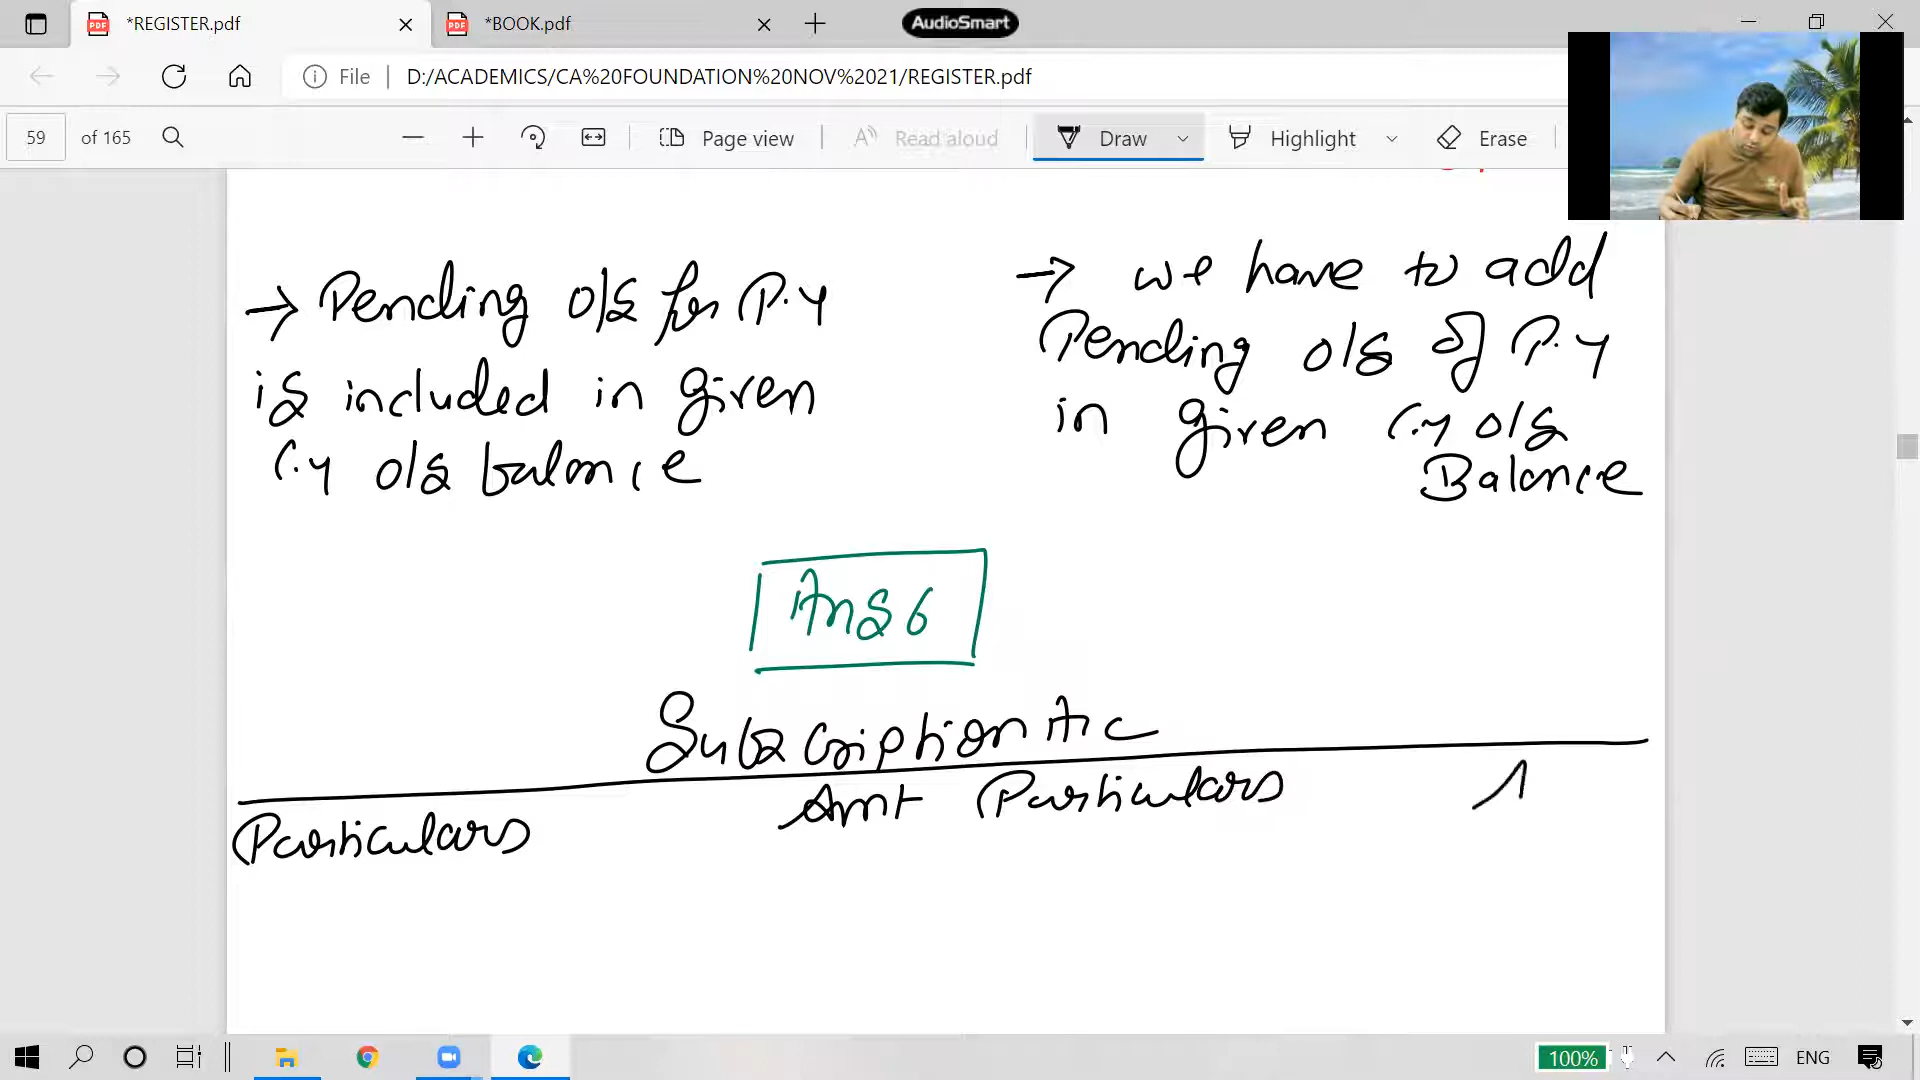 *REGISTER.pdf
*BOOK.pdf
AudioSmart
File
D:/ACADEMICS/CA%20FOUNDATION%20NOV%2021/REGISTER.pdf
59 of 165
Page view
Read aloud
Draw
Highlight
Erase
→ Pending o/s for P.Y
is included in given
C.Y o/s balance
→ we have to add
Pending o/s of P.Y
in given C.Y o/s
Balance
Ans 6
Subscription A/c
Particulars Amt Particulars
100%
ENG